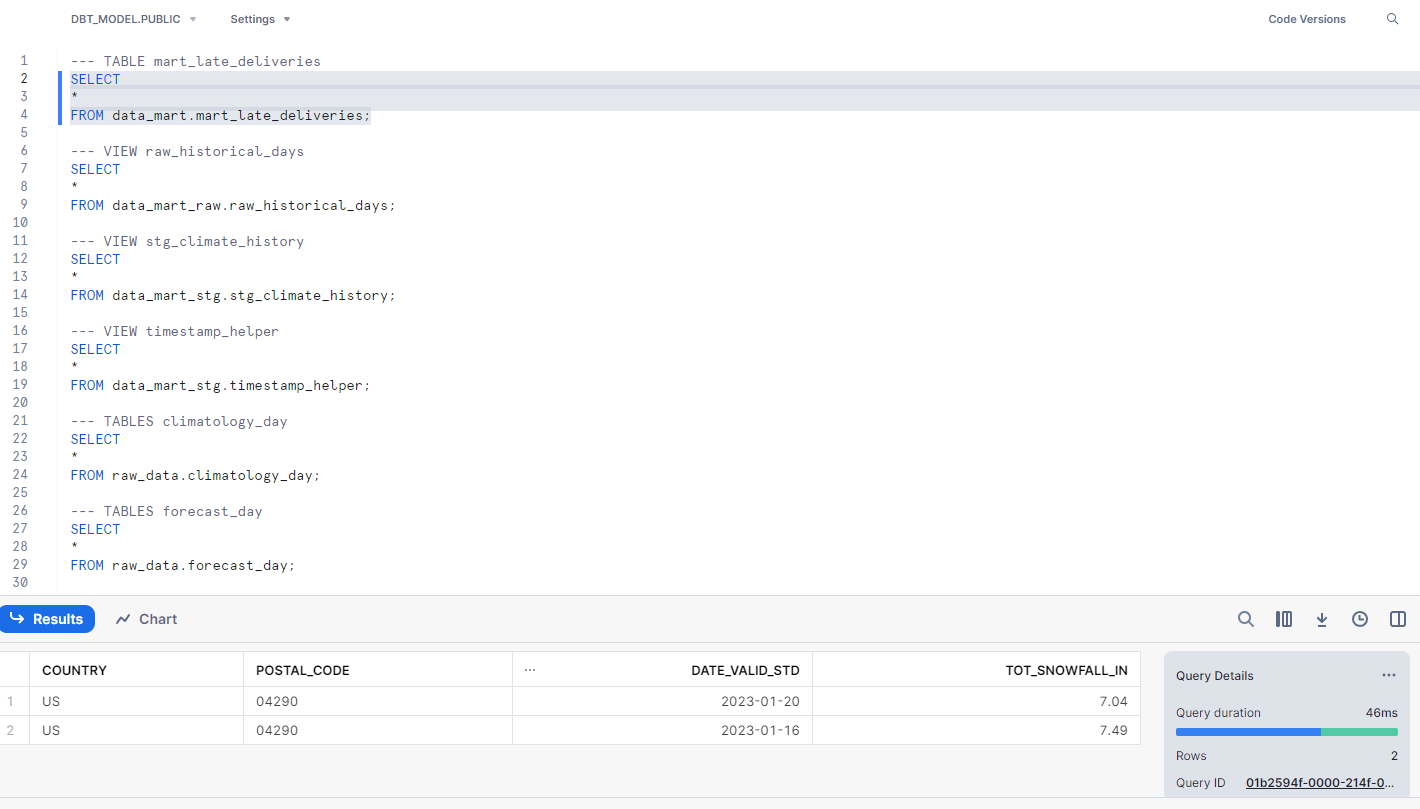 DBT_MODEL.PUBLIC Settings Code Versions
1 --- TABLE mart_late_deliveries
2 SELECT
3 *
4 FROM data_mart.mart_late_deliveries;
5
6 --- VIEW raw_historical_days
7 SELECT
8 *
9 FROM data_mart_raw.raw_historical_days;
10
11 --- VIEW stg_climate_history
12 SELECT
13 *
14 FROM data_mart_stg.stg_climate_history;
15
16 --- VIEW timestamp_helper
17 SELECT
18 *
19 FROM data_mart_stg.timestamp_helper;
20
21 --- TABLES climatology_day
22 SELECT
23 *
24 FROM raw_data.climatology_day;
25
26 --- TABLES forecast_day
27 SELECT
28 *
29 FROM raw_data.forecast_day;
30
Results Chart
COUNTRY POSTAL_CODE ... DATE_VALID_STD TOT_SNOWFALL_IN
1 US 04290 2023-01-20 7.04
2 US 04290 2023-01-16 7.49
Query Details ...
Query duration 46ms
Rows 2
Query ID 01b2594f-0000-214f-0...